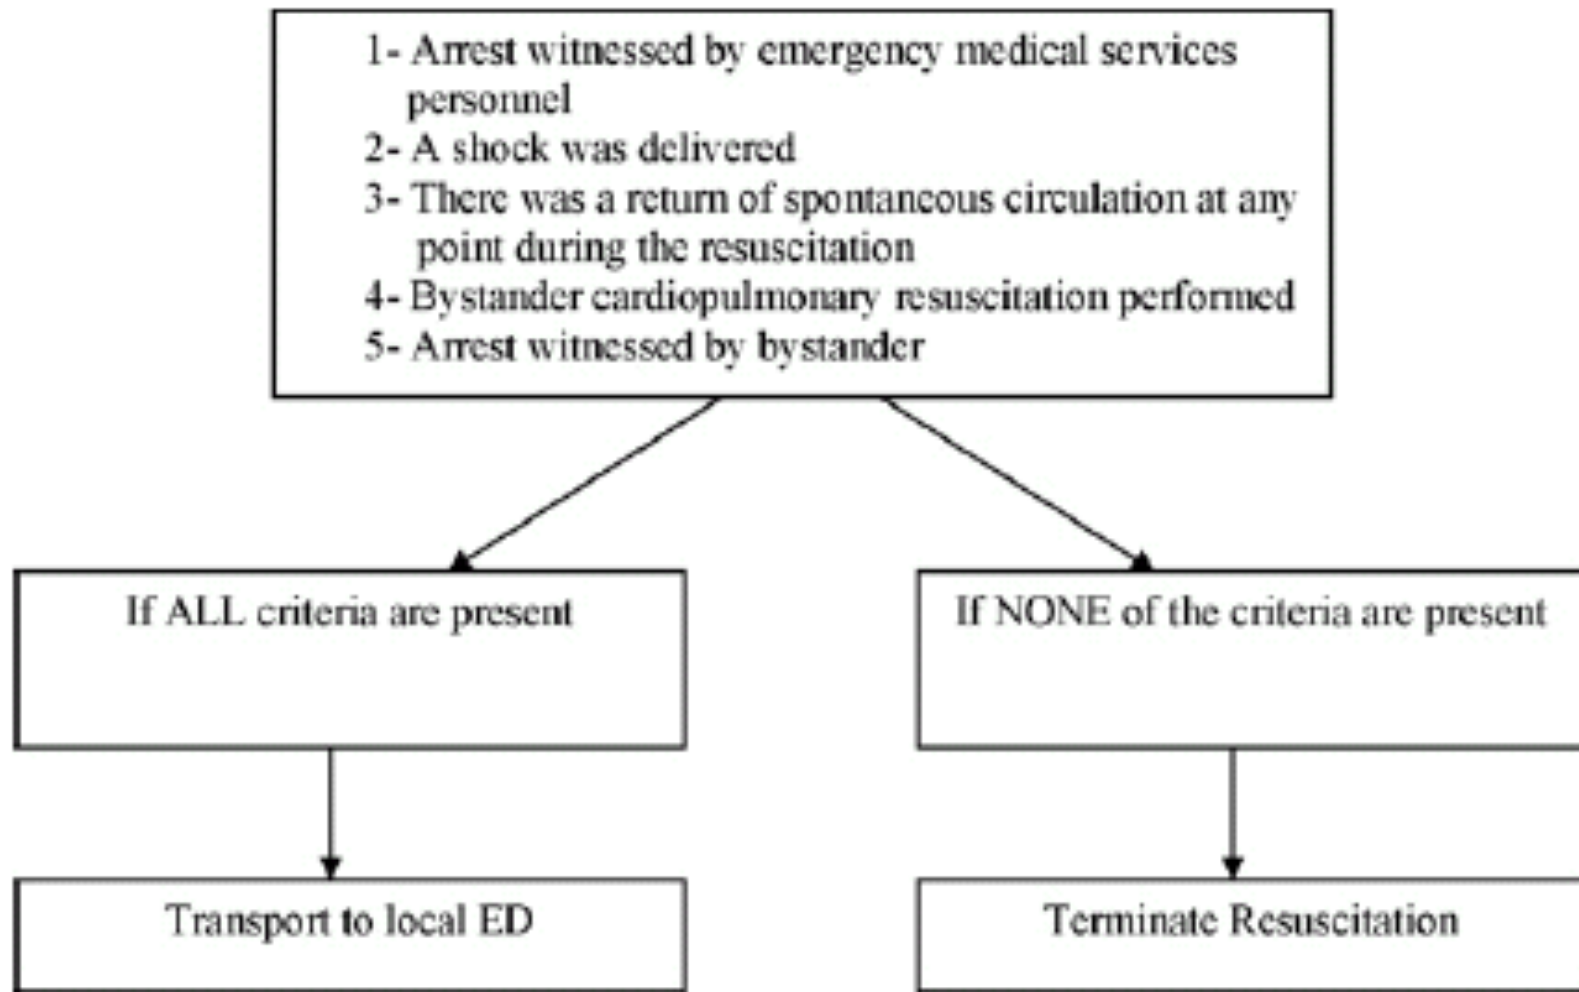 1- Arrest witnessed by emergency medical services
personnel
2- A shock was delivered
3- There was a return of spontaneous circulation at any
point during the resuscitation
4- Bystander cardiopulmonary resuscitation performed
5- Arrest witnessed by bystander
If ALL criteria are present
If NONE of the criteria are present
Transport to local ED
Terminate Resuscitation